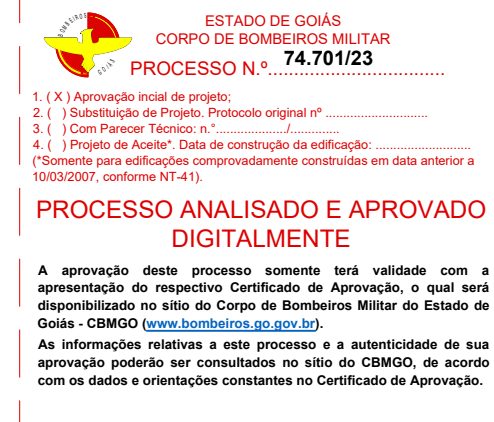 BOMBEIROS
GOIÁS
ESTADO DE GOIÁS
CORPO DE BOMBEIROS MILITAR
PROCESSO N.º..74.701/23..................
1. ( X ) Aprovação incial de projeto;
2. (   ) Substituição de Projeto. Protocolo original nº ............................
3. (   ) Com Parecer Técnico: n.°..................../..............
4. (   ) Projeto de Aceite*. Data de construção da edificação: ..........................
(*Somente para edificações comprovadamente construídas em data anterior a
10/03/2007, conforme NT-41).
PROCESSO ANALISADO E APROVADO
DIGITALMENTE
A aprovação deste processo somente terá validade com a
apresentação do respectivo Certificado de Aprovação, o qual será
disponibilizado no sítio do Corpo de Bombeiros Militar do Estado de
Goiás - CBMGO (www.bombeiros.go.gov.br).
As informações relativas a este processo e a autenticidade de sua
aprovação poderão ser consultados no sítio do CBMGO, de acordo
com os dados e orientações constantes no Certificado de Aprovação.